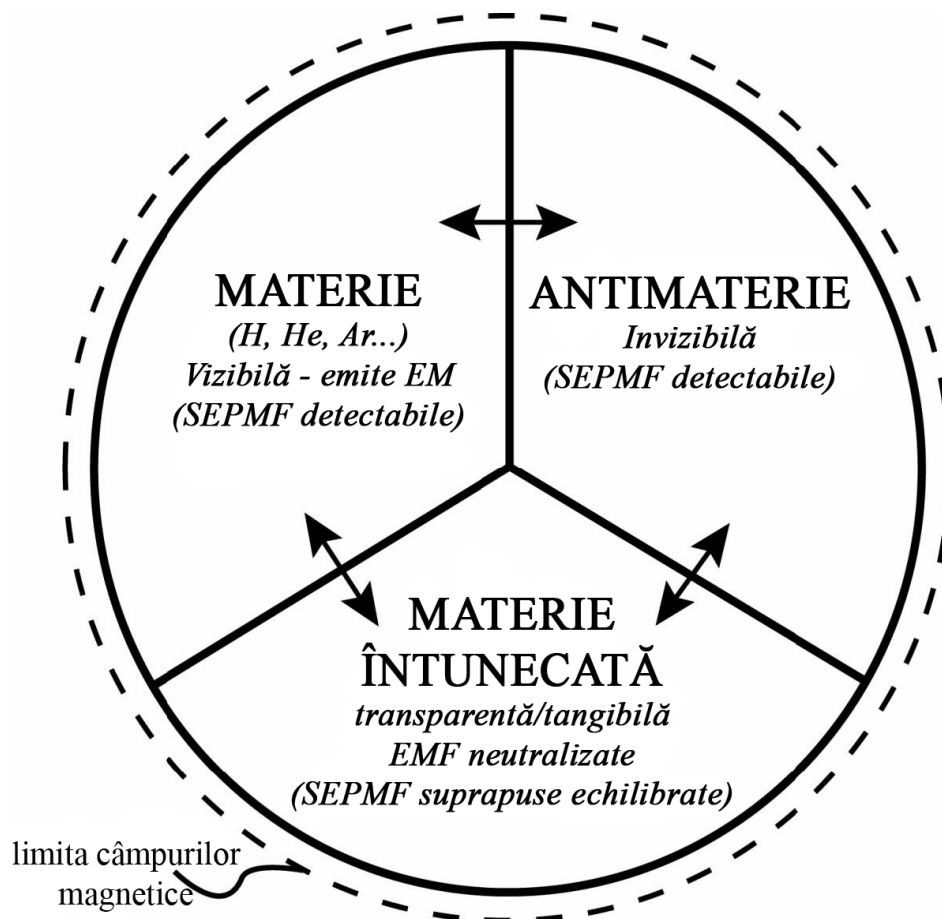 MATERIE
(H, He, Ar...)
Vizibilă - emite EM
(SEPMF detectabile)
ANTIMATERIE
Invizibilă
(SEPMF detectabile)
MATERIE
ÎNTUNECATĂ
transparentă/tangibilă
EMF neutralizate
(SEPMF suprapuse echilibrate)
limita câmpurilor
magnetice